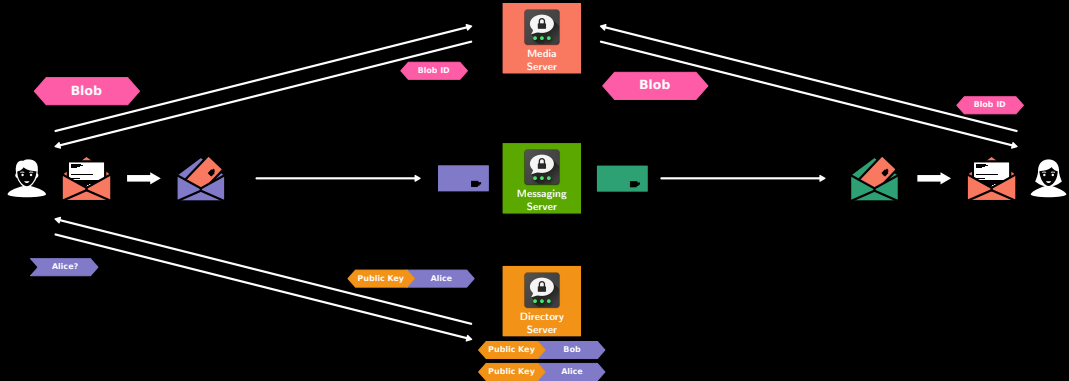 Media
Server
Blob ID
Blob
Blob
Blob ID
Messaging
Server
Alice?
Public Key Alice
Directory
Server
Public Key Bob
Public Key Alice